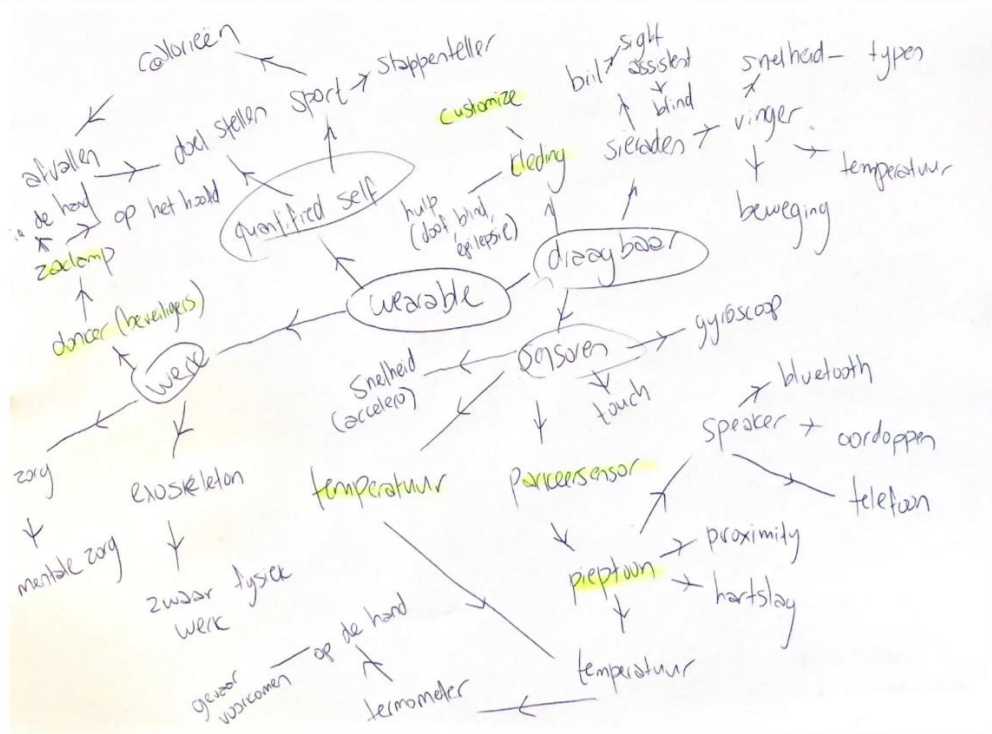 calorieën
afvallen
doel stellen
sport
stappenteller
customize
kleding
hulp
(doof blind,
epilepsie)
bril
sight
assistent
blind
sieraden
vinger
snelheid - typen
temperatuur
beweging
in de hand
op het hoofd
zaklamp
donker (beveiligers)
quantified self
wearable
draagbaar
werk
zorg
mentale zorg
exoskeleton
zwaar fysiek
werk
sensoren
snelheid
(accelero)
touch
gyroscoop
temperatuur
parkeersensor
pieptoon
speaker
bluetooth
oordoppen
telefoon
proximity
hartslag
temperatuur
termometer
op de hand
gevaar
voorkomen